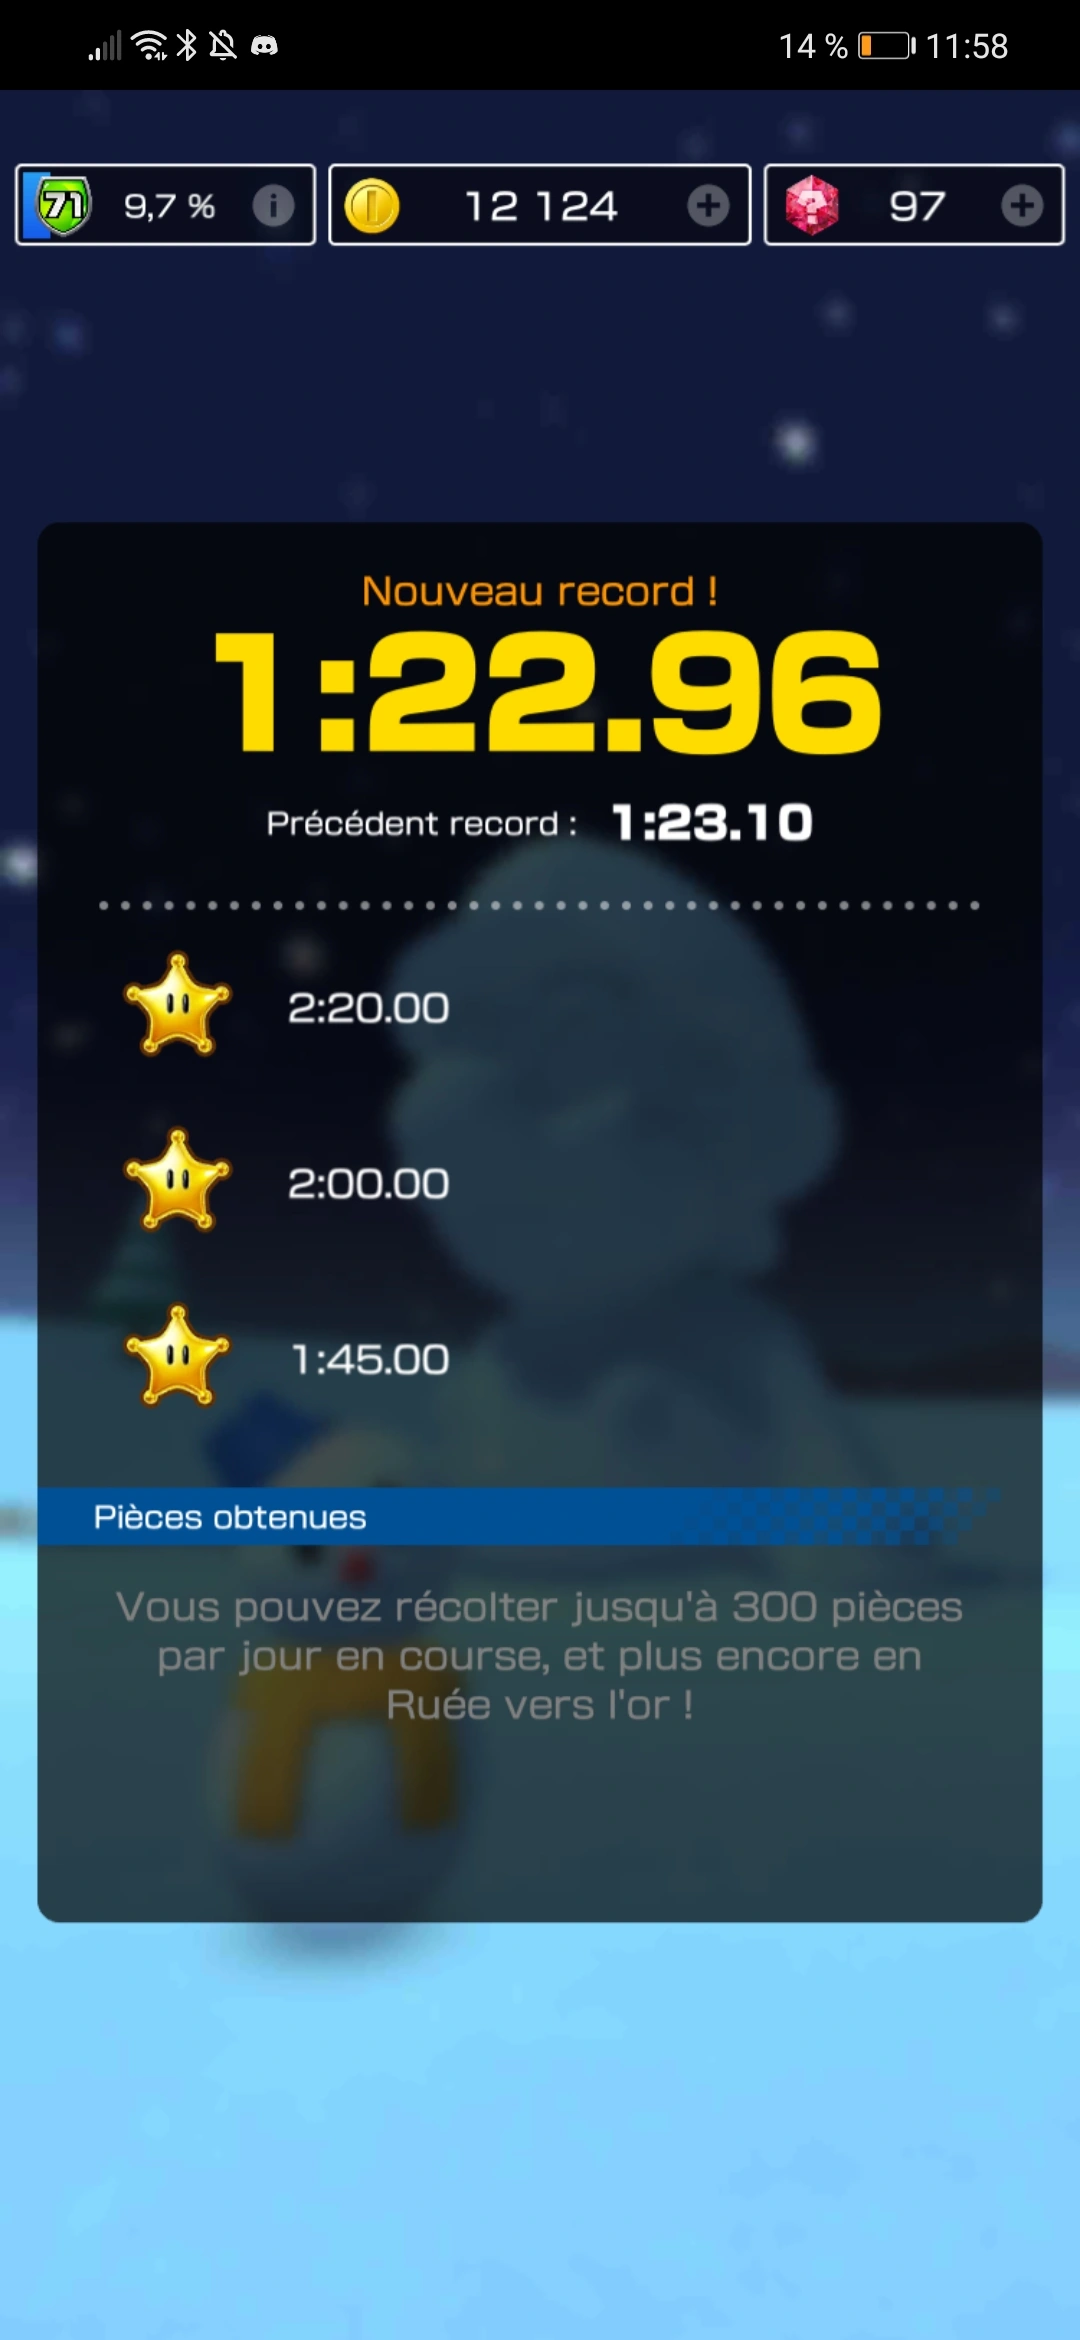 14 % 11:58
71 9,7 % i 12 124 + ? 97 +
Nouveau record !
1:22.96
Précédent record : 1:23.10
2:20.00
2:00.00
1:45.00
Pièces obtenues
Vous pouvez récolter jusqu'à 300 pièces
par jour en course, et plus encore en
Ruée vers l'or !